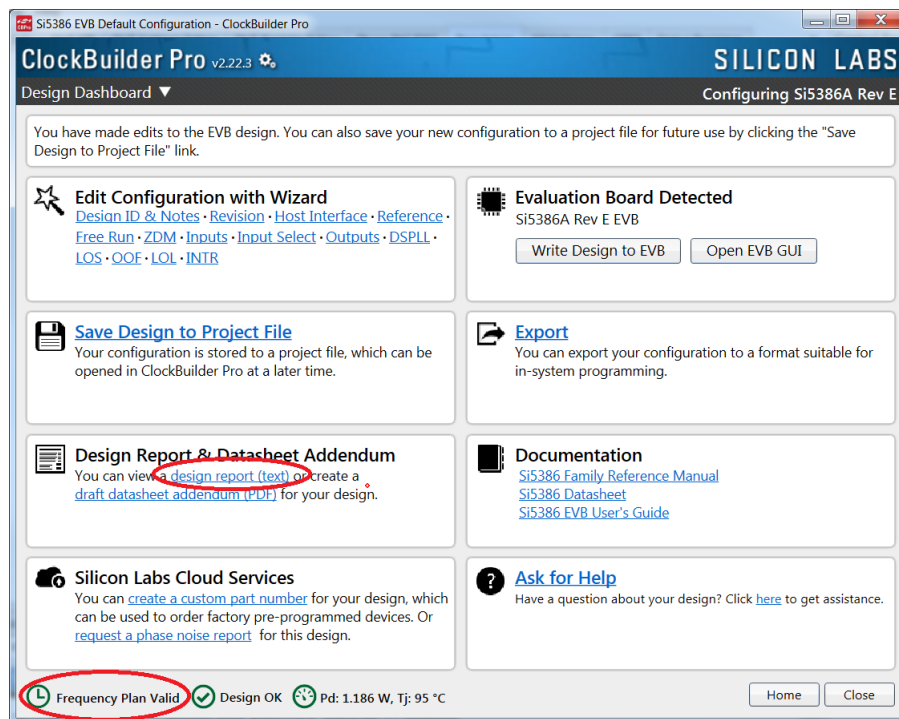 Si5386 EVB Default Configuration - ClockBuilder Pro
ClockBuilder Pro v2.22.3
SILICON LABS
Design Dashboard ▼
Configuring Si5386A Rev E
You have made edits to the EVB design. You can also save your new configuration to a project file for future use by clicking the "Save
Design to Project File" link.
Edit Configuration with Wizard
Design ID & Notes · Revision · Host Interface · Reference ·
Free Run · ZDM · Inputs · Input Select · Outputs · DSPLL ·
LOS · OOF · LOL · INTR
Evaluation Board Detected
Si5386A Rev E EVB
Write Design to EVB
Open EVB GUI
Save Design to Project File
Your configuration is stored to a project file, which can be
opened in ClockBuilder Pro at a later time.
Export
You can export your configuration to a format suitable for
in-system programming.
Design Report & Datasheet Addendum
You can view a design report (text) or create a
draft datasheet addendum (PDF) for your design.
Documentation
Si5386 Family Reference Manual
Si5386 Datasheet
Si5386 EVB User's Guide
Silicon Labs Cloud Services
You can create a custom part number for your design, which
can be used to order factory pre-programmed devices. Or
request a phase noise report for this design.
Ask for Help
Have a question about your design? Click here to get assistance.
Frequency Plan Valid
Design OK
Pd: 1.186 W, Tj: 95 °C
Home
Close